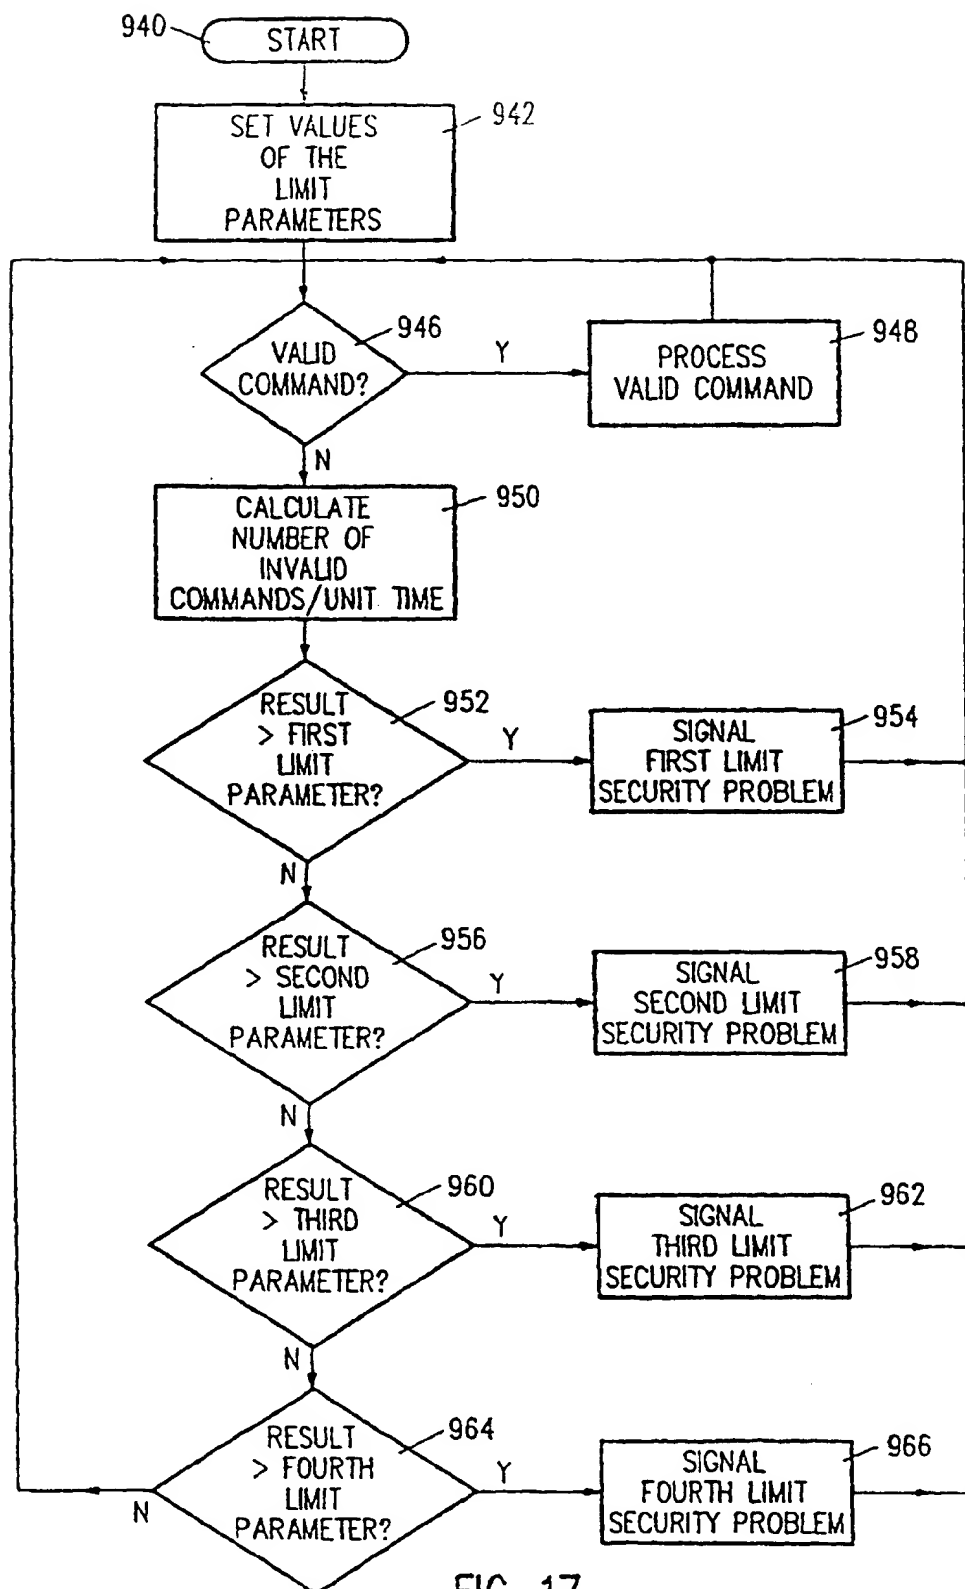 940
START
942
SET VALUES
OF THE
LIMIT
PARAMETERS
946
VALID
COMMAND?
Y
948
PROCESS
VALID COMMAND
N
950
CALCULATE
NUMBER OF
INVALID
COMMANDS/UNIT TIME
952
RESULT
> FIRST
LIMIT
PARAMETER?
Y
954
SIGNAL
FIRST LIMIT
SECURITY PROBLEM
N
956
RESULT
> SECOND
LIMIT
PARAMETER?
Y
958
SIGNAL
SECOND LIMIT
SECURITY PROBLEM
N
960
RESULT
> THIRD
LIMIT
PARAMETER?
Y
962
SIGNAL
THIRD LIMIT
SECURITY PROBLEM
N
964
RESULT
> FOURTH
LIMIT
PARAMETER?
Y
966
SIGNAL
FOURTH LIMIT
SECURITY PROBLEM
N
FIG. 17